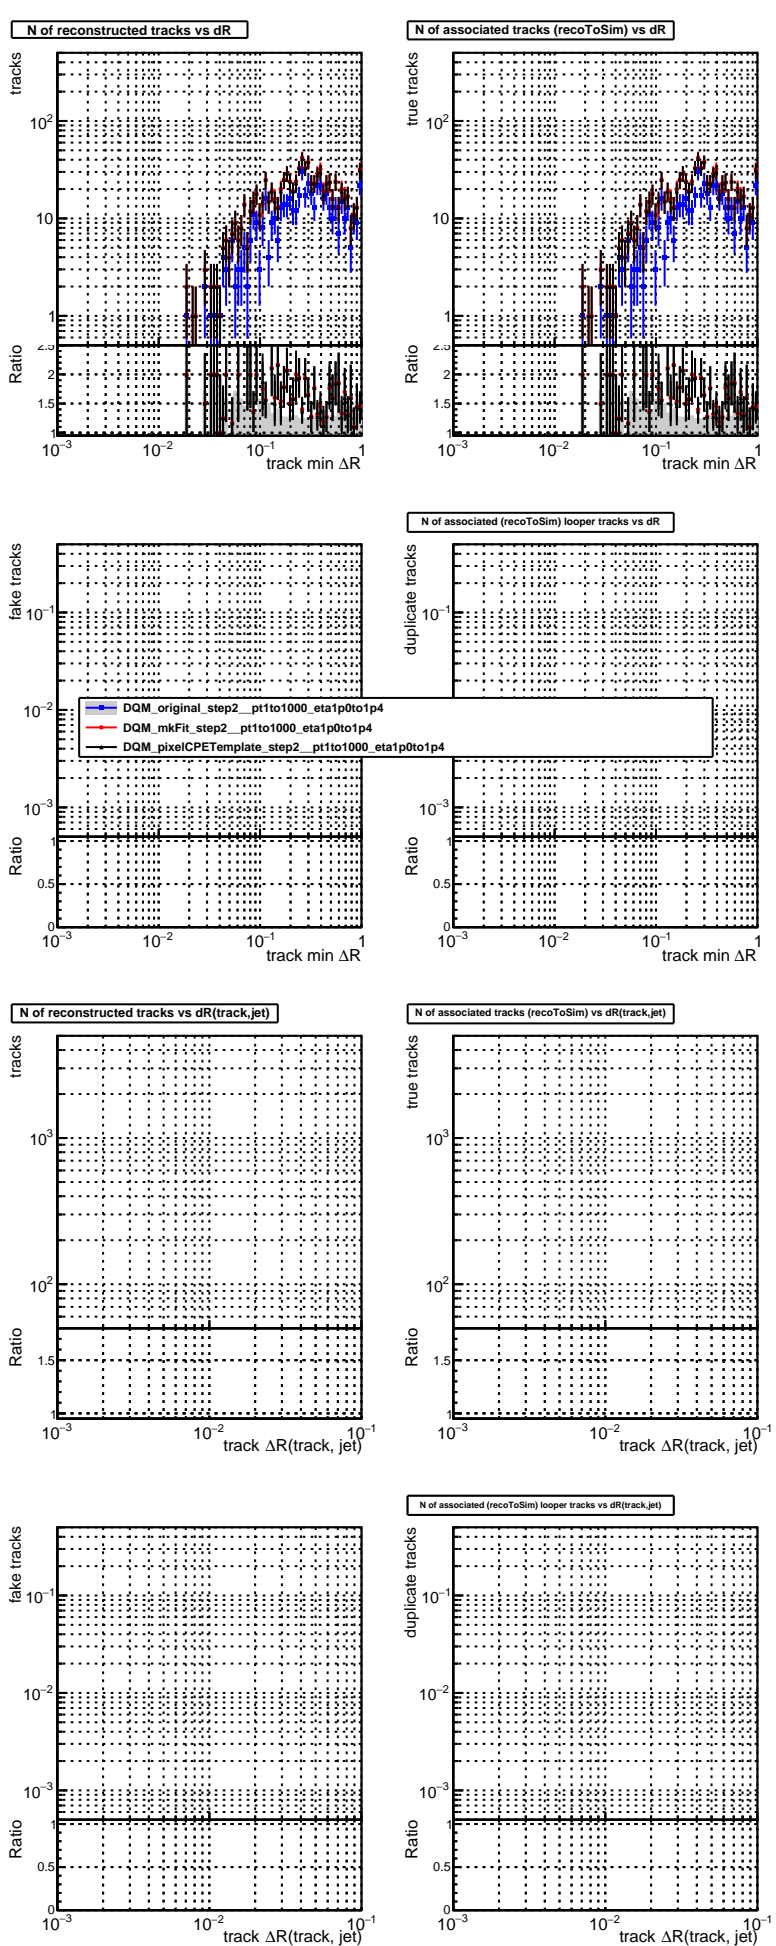 N of reconstructed tracks vs dR
N of associated tracks (recoToSim) vs dR
tracks
10²
10
1
Ratio
2.5
2
1.5
1
10⁻³ 10⁻² 10⁻¹ 1
track min ΔR
true tracks
10²
10
1
Ratio
2.5
2
1.5
1
10⁻³ 10⁻² 10⁻¹ 1
track min ΔR
N of associated (recoToSim) looper tracks vs dR
fake tracks
10⁻¹
10⁻²
10⁻³
Ratio
1
0.5
0
10⁻³ 10⁻² 10⁻¹ 1
track min ΔR
duplicate tracks
10⁻¹
10⁻³
Ratio
1
0.5
0
10⁻³ 10⁻² 10⁻¹ 1
track min ΔR
DQM_original_step2__pt1to1000_eta1p0to1p4
DQM_mkFit_step2__pt1to1000_eta1p0to1p4
DQM_pixelCPETemplate_step2__pt1to1000_eta1p0to1p4
N of reconstructed tracks vs dR(track,jet)
N of associated tracks (recoToSim) vs dR(track,jet)
tracks
10³
10²
Ratio
1.5
1
10⁻³ 10⁻² 10⁻¹
track ΔR(track, jet)
true tracks
10³
10²
Ratio
1.5
1
10⁻³ 10⁻² 10⁻¹
track ΔR(track, jet)
N of associated (recoToSim) looper tracks vs dR(track,jet)
fake tracks
10⁻¹
10⁻²
10⁻³
Ratio
1
0.5
0
10⁻³ 10⁻² 10⁻¹
track ΔR(track, jet)
duplicate tracks
10⁻¹
10⁻²
10⁻³
Ratio
1
0.5
0
10⁻³ 10⁻² 10⁻¹
track ΔR(track, jet)